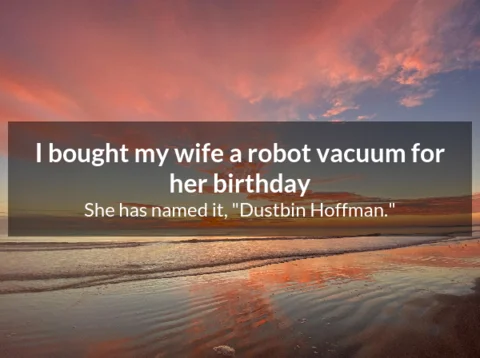 I bought my wife a robot vacuum for
her birthday
She has named it, "Dustbin Hoffman."